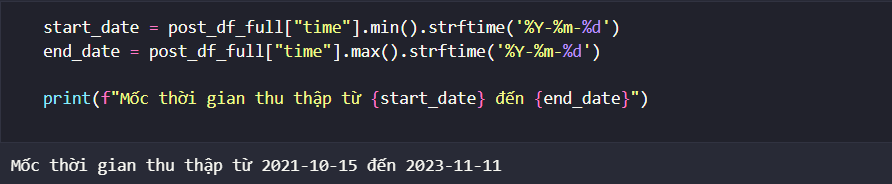 start_date = post_df_full["time"].min().strftime('%Y-%m-%d')
end_date = post_df_full["time"].max().strftime('%Y-%m-%d')
print(f"Mốc thời gian thu thập từ {start_date} đến {end_date}")
Mốc thời gian thu thập từ 2021-10-15 đến 2023-11-11